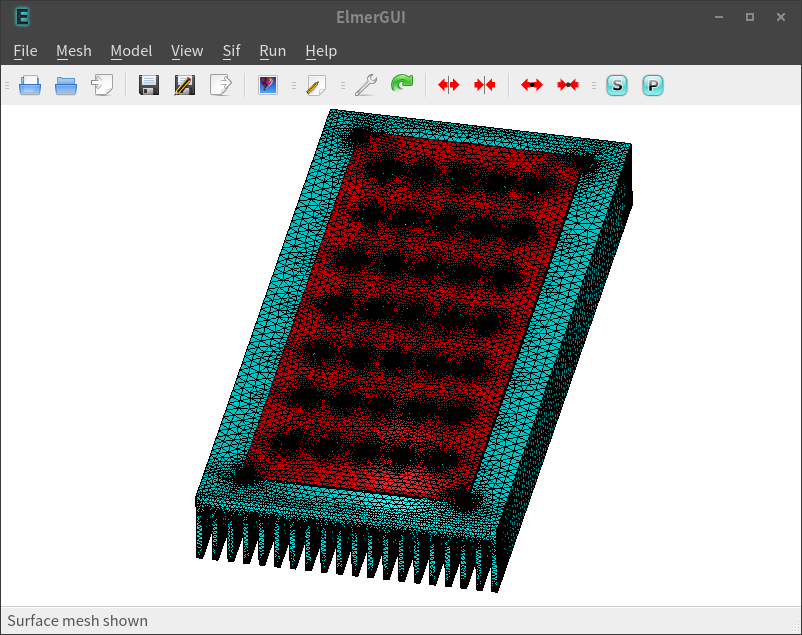 E ElmerGUI
File Mesh Model View Sif Run Help
S P
Surface mesh shown